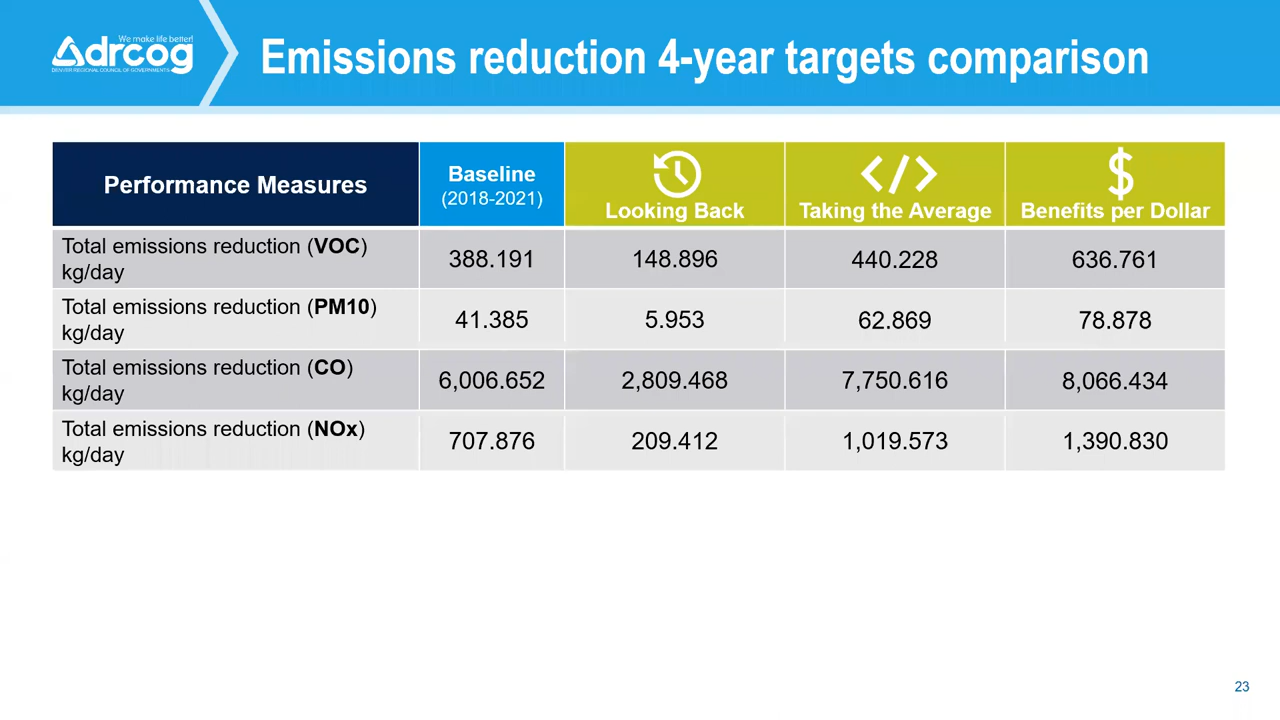 We make life better!
drcog
DENVER REGIONAL COUNCIL OF GOVERNMENTS
Emissions reduction 4-year targets comparison
Performance Measures
Baseline
(2018-2021)
Looking Back
</>
Taking the Average
$
Benefits per Dollar
Total emissions reduction (VOC)
kg/day
388.191
148.896
440.228
636.761
Total emissions reduction (PM10)
kg/day
41.385
5.953
62.869
78.878
Total emissions reduction (CO)
kg/day
6,006.652
2,809.468
7,750.616
8,066.434
Total emissions reduction (NOx)
kg/day
707.876
209.412
1,019.573
1,390.830
23